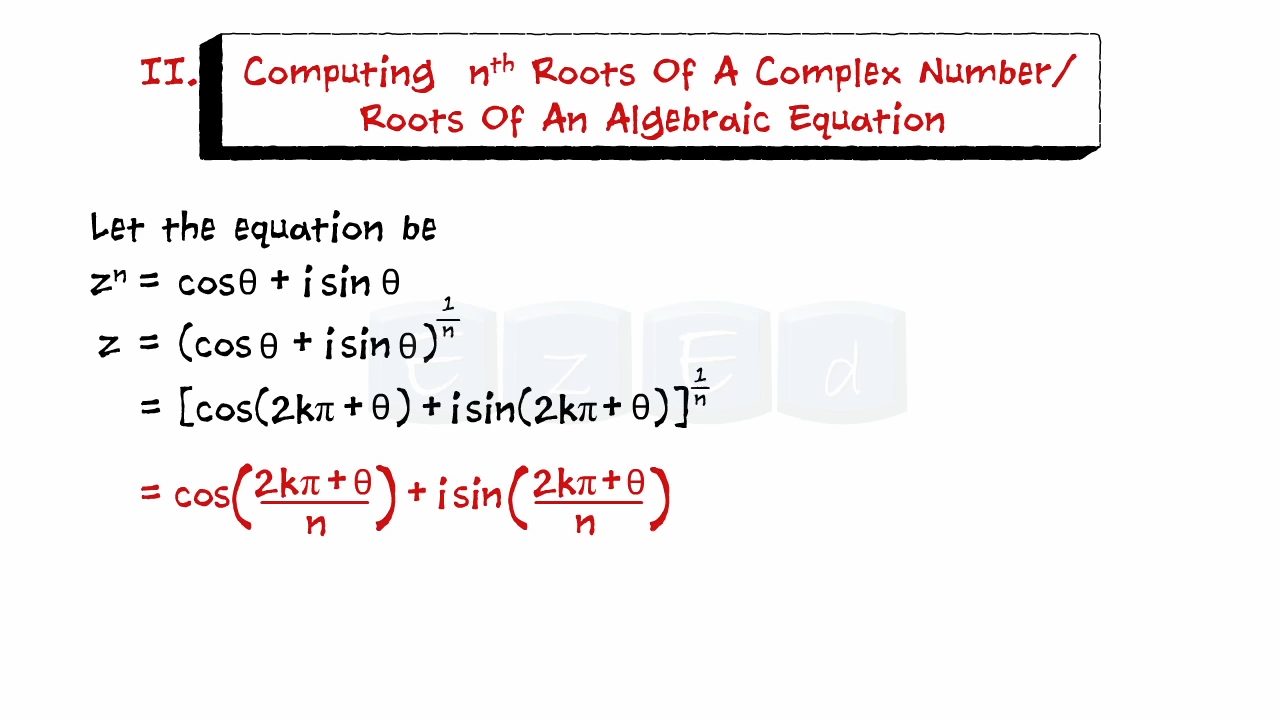 II. Computing nᵗʰ Roots Of A Complex Number/
Roots Of An Algebraic Equation
Let the equation be
zⁿ = cosθ + i sin θ
z = (cos θ + i sin θ)^(1/n)
= [cos(2kπ + θ) + i sin(2kπ + θ)]^(1/n)
= cos((2kπ + θ)/n) + i sin((2kπ + θ)/n)
E z E d